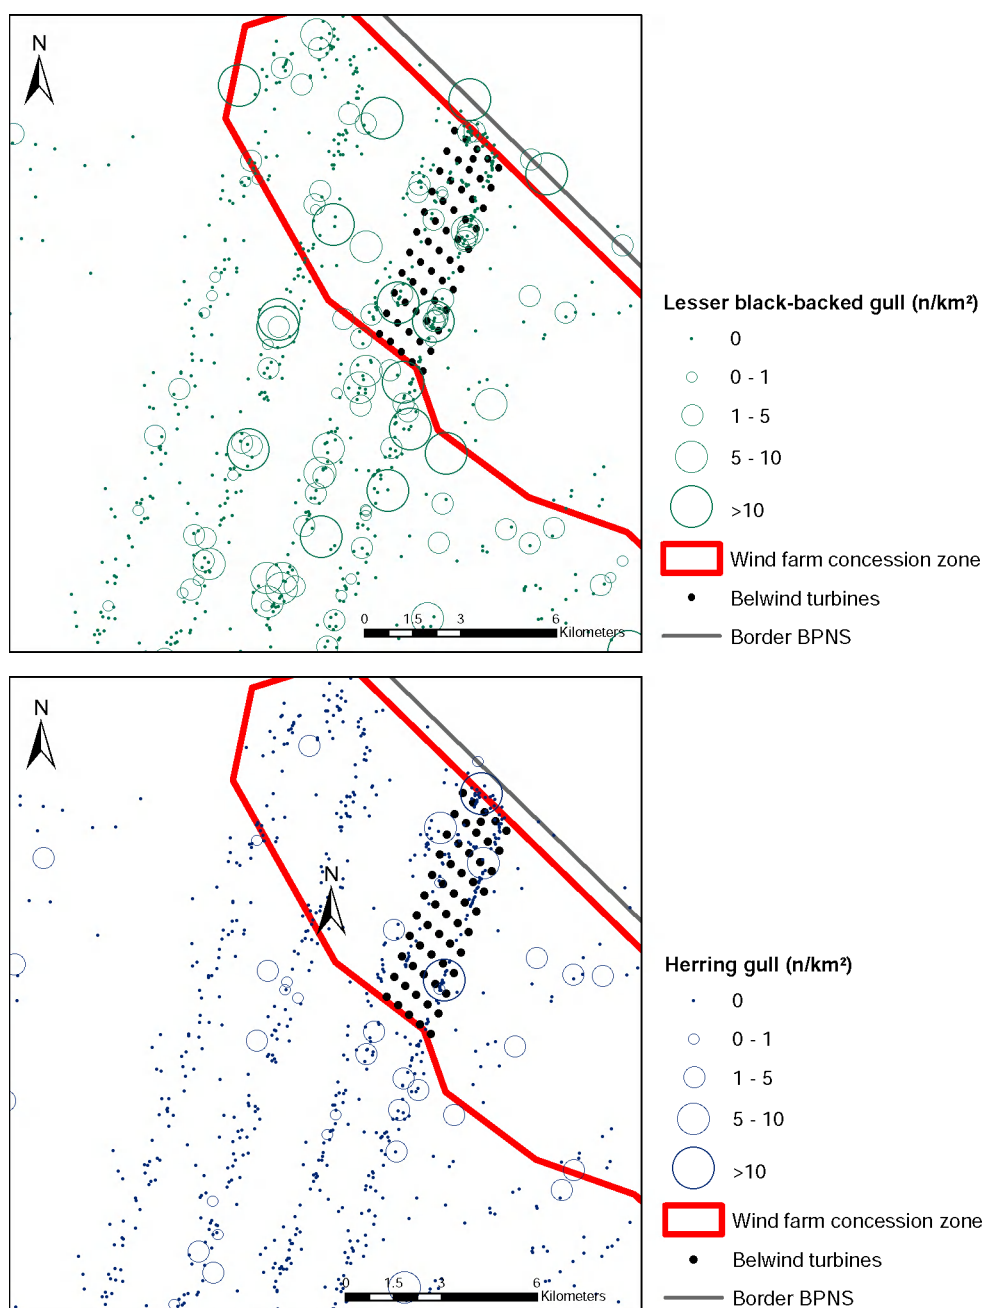 N
Lesser black-backed gull (n/km²)
0
0 - 1
1 - 5
5 - 10
>10
Wind farm concession zone
Belwind turbines
Border BPNS
0 1,5 3 6
Kilometers
N
N
Herring gull (n/km²)
0
0 - 1
1 - 5
5 - 10
>10
Wind farm concession zone
Belwind turbines
Border BPNS
0 1.5 3 6
Kilometers